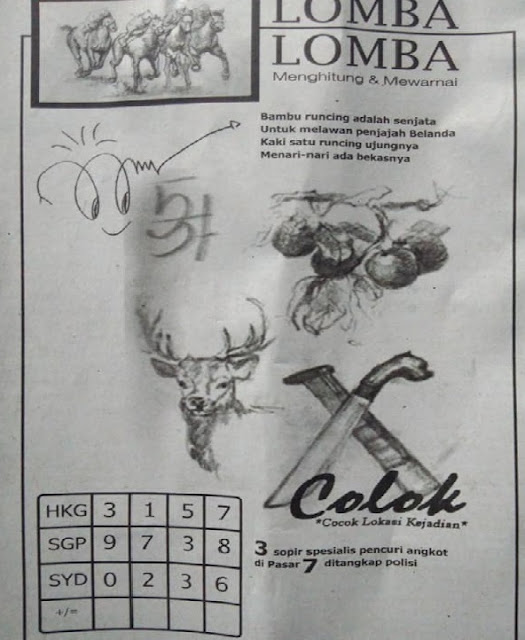 LOMBA
LOMBA
Menghitung & Mewarnai
Bambu runcing adalah senjata
Untuk melawan penjajah Belanda
Kaki satu runcing ujungnya
Menari-nari ada bekasnya
Colok
*Cocok Lokasi Kejadian*
HKG 3 1 5 7
SGP 9 7 3 8
SYD 0 2 3 6
+/=
3 sopir spesialis pencuri angkot
di Pasar 7 ditangkap polisi